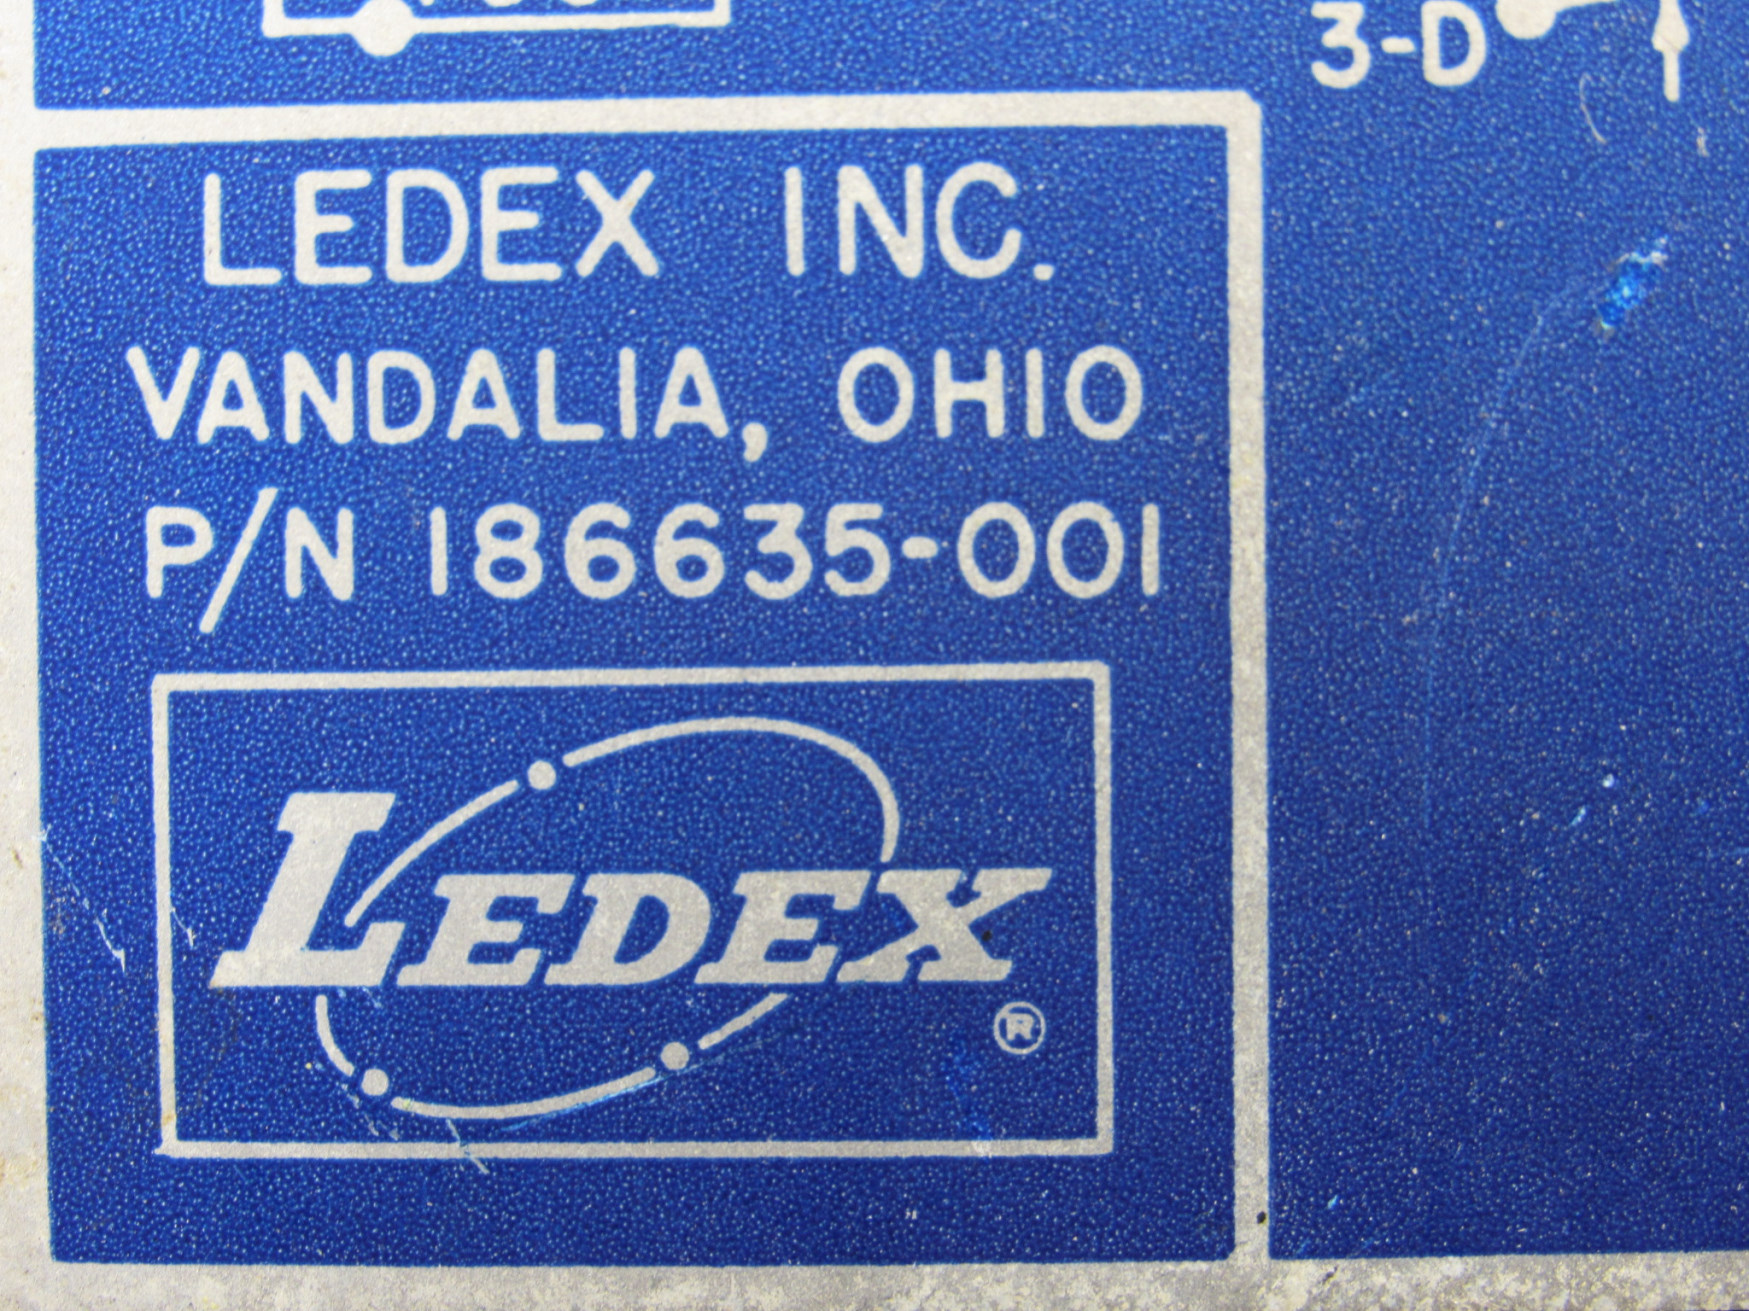 3-D
LEDEX INC.
VANDALIA, OHIO
P/N 186635-001
LEDEX
®